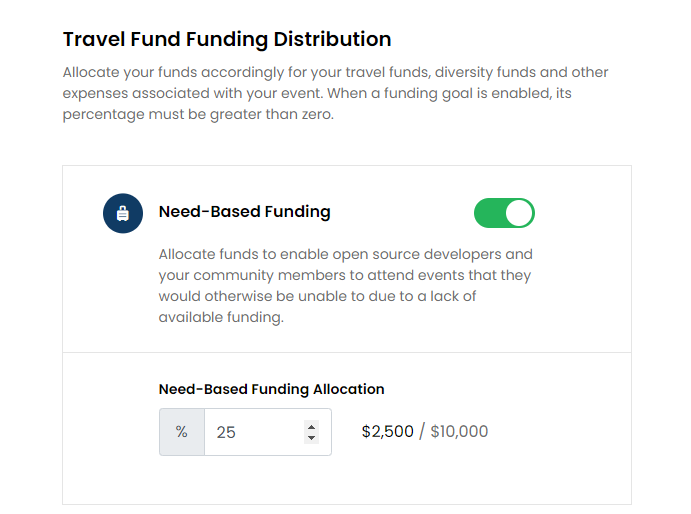 Travel Fund Funding Distribution
Allocate your funds accordingly for your travel funds, diversity funds and other
expenses associated with your event. When a funding goal is enabled, its
percentage must be greater than zero.
Need-Based Funding
Allocate funds to enable open source developers and
your community members to attend events that they
would otherwise be unable to due to a lack of
available funding.
Need-Based Funding Allocation
% 25 $2,500 / $10,000